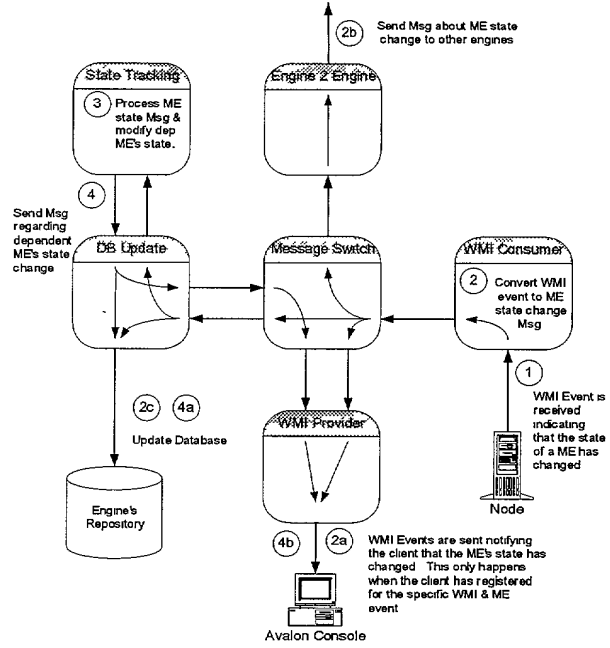 2b
Send Msg about ME state
change to other engines
State Tracking
3
Process ME
state Msg &
modify dep
ME's state.
Engine 2 Engine
4
Send Msg
regarding
dependent
ME's state
change
DB Update
Message Switch
WMI Consumer
2
Convert WMI
event to ME
state change
Msg
1
WMI Event is
received
indicating
that the state
of a ME has
changed
Node
2c
4a
Update Database
Engine's
Repository
WMI Provider
4b
2a
WMI Events are sent notifying
the client that the ME's state has
changed This only happens
when the client has registered
for the specific WMI & ME
event
Avalon Console